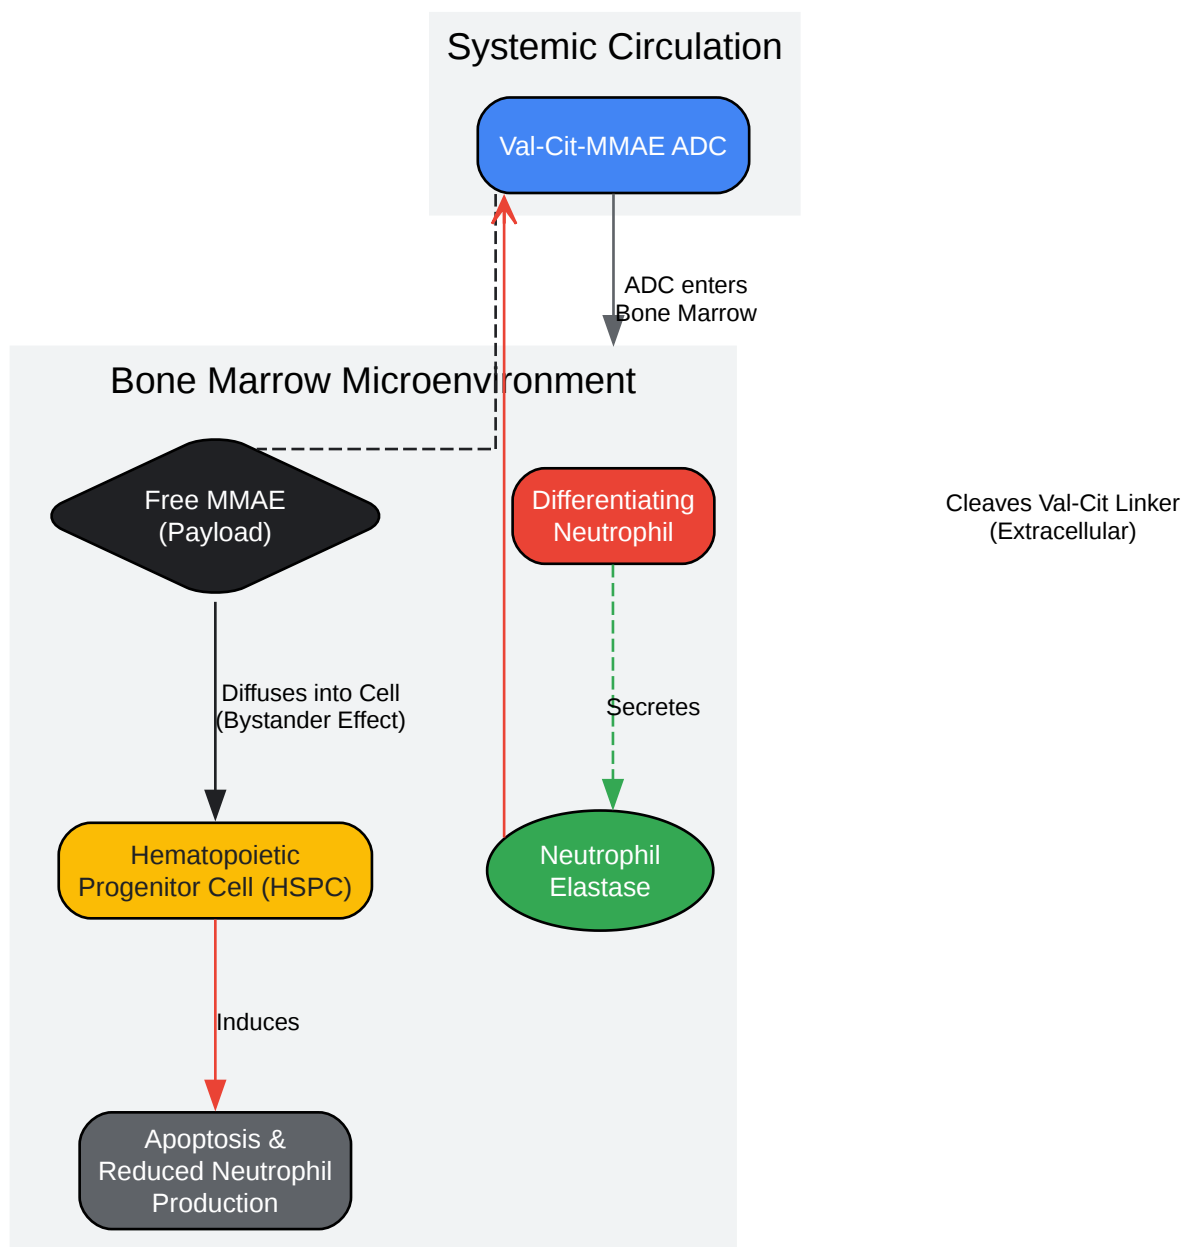 Systemic Circulation
Val-Cit-MMAE ADC
ADC enters
Bone Marrow
Bone Marrow Microenvironment
Free MMAE
(Payload)
Differentiating
Neutrophil
Cleaves Val-Cit Linker
(Extracellular)
Diffuses into Cell
(Bystander Effect)
Secretes
Hematopoietic
Progenitor Cell (HSPC)
Neutrophil
Elastase
Induces
Apoptosis &
Reduced Neutrophil
Production